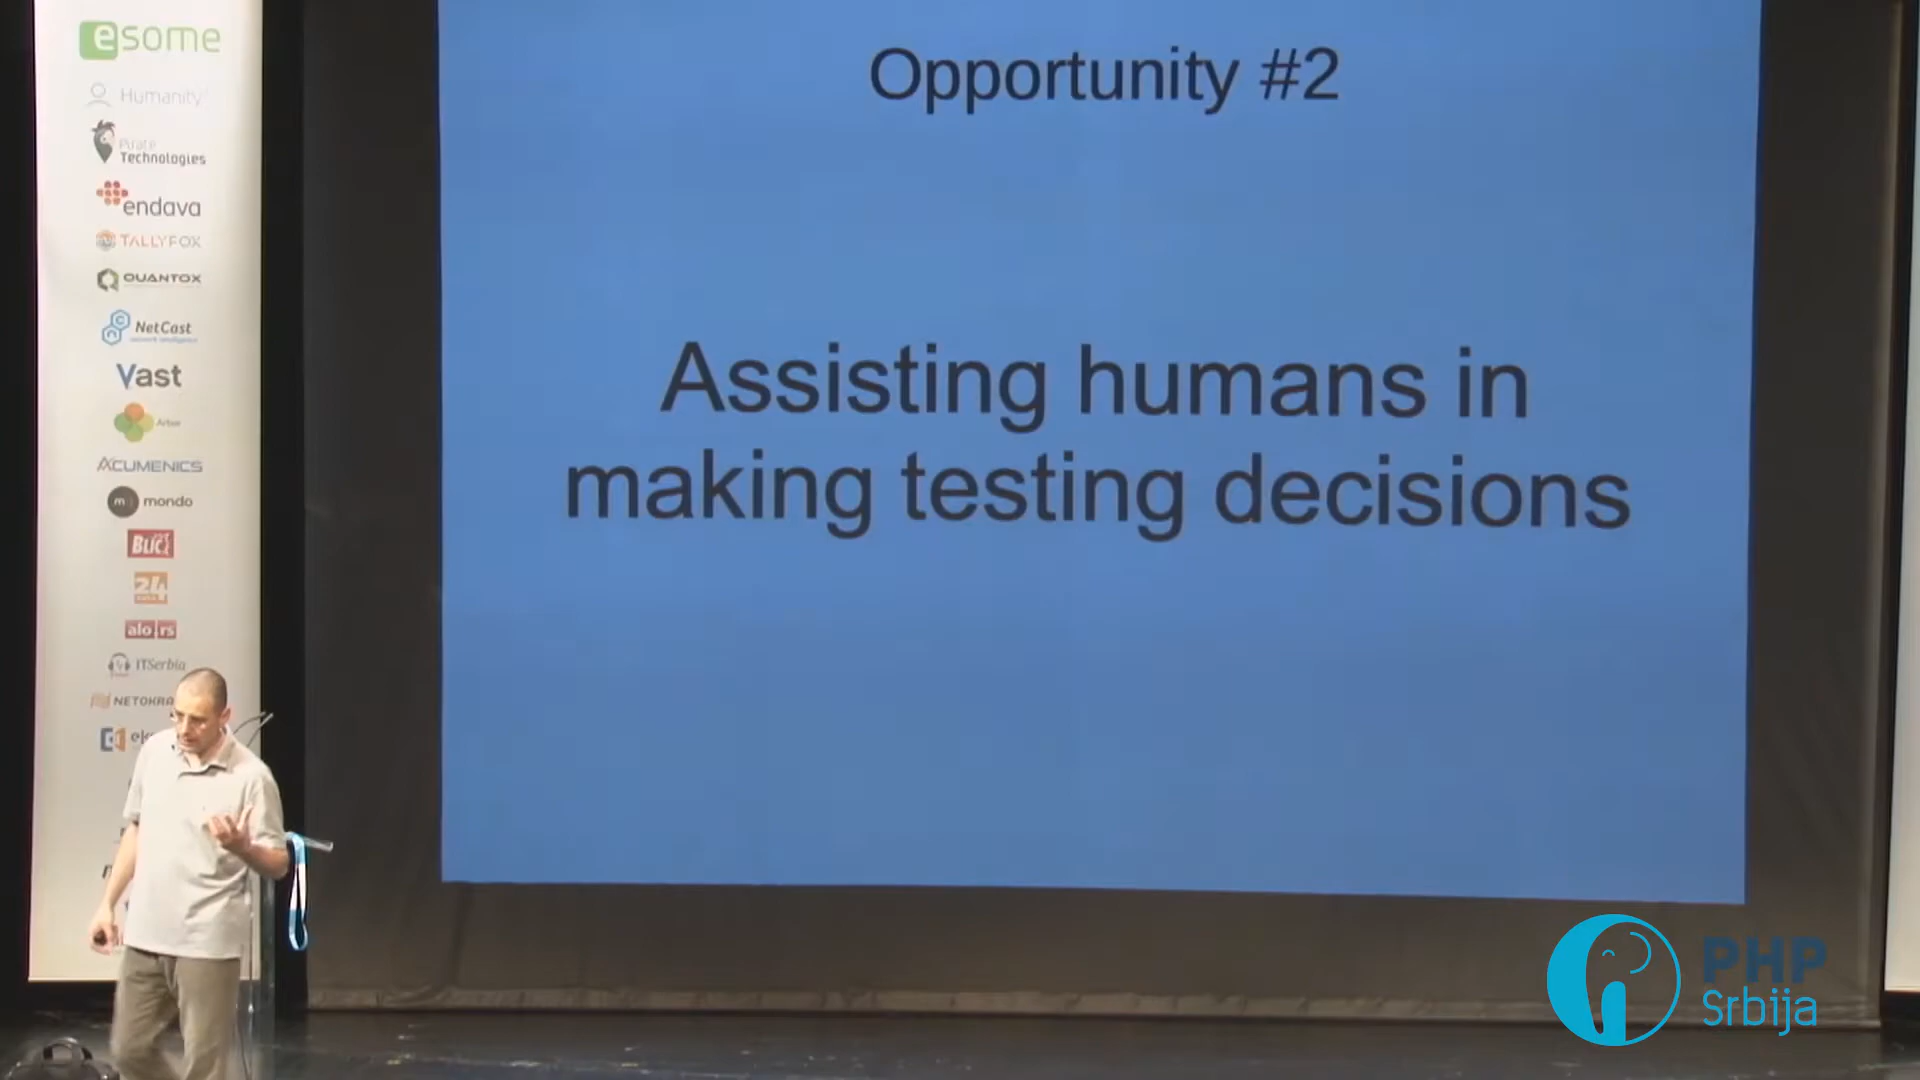 esome
Humanity
Pirate
Technologies
endava
TALLYFOX
QUANTOX
NetCast
Vast
ACUMENICS
m
mondo
BLIC
24
alo.rs
ITSerbia
Opportunity #2
Assisting humans in
making testing decisions
PHP
Srbija